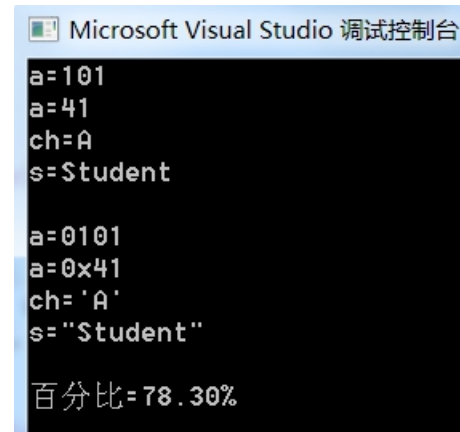 Microsoft Visual Studio 调试控制台
a=101
a=41
ch=A
s=Student
a=0101
a=0x41
ch='A'
s="Student"
百分比=78.30%